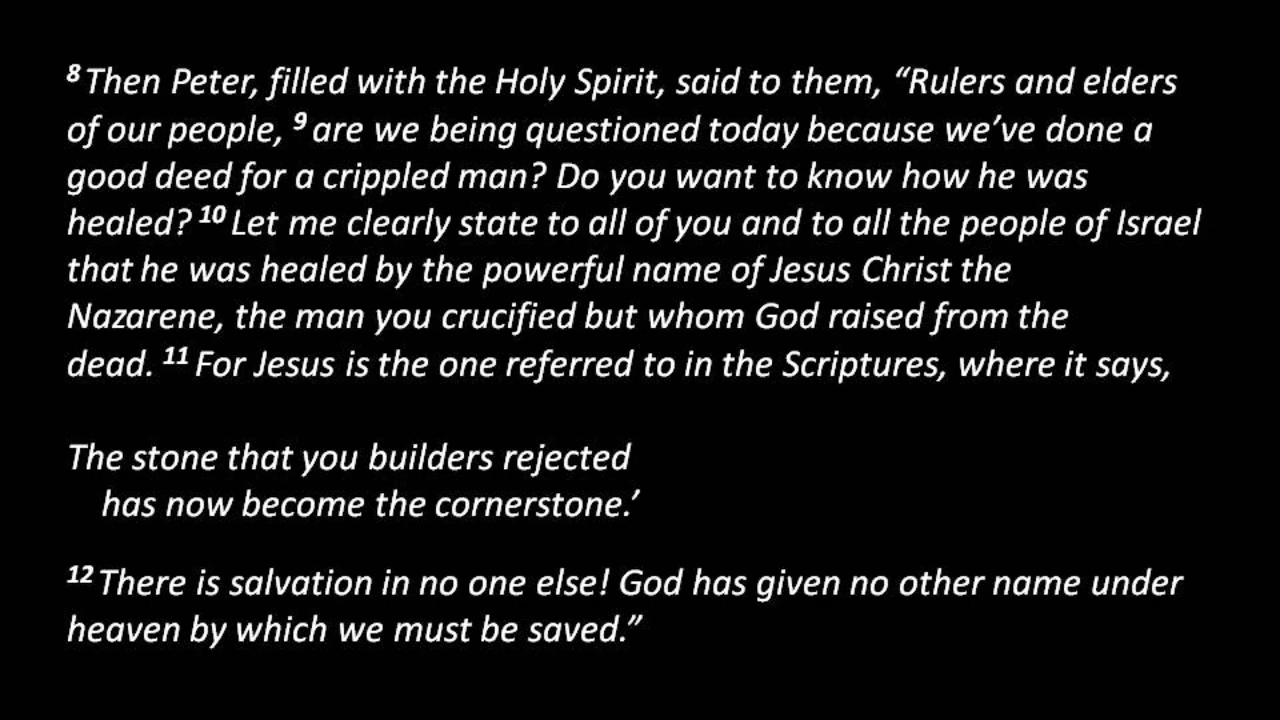 8 Then Peter, filled with the Holy Spirit, said to them, “Rulers and elders
of our people, 9 are we being questioned today because we’ve done a
good deed for a crippled man? Do you want to know how he was
healed? 10 Let me clearly state to all of you and to all the people of Israel
that he was healed by the powerful name of Jesus Christ the
Nazarene, the man you crucified but whom God raised from the
dead. 11 For Jesus is the one referred to in the Scriptures, where it says,
The stone that you builders rejected
has now become the cornerstone.’
12 There is salvation in no one else! God has given no other name under
heaven by which we must be saved.”